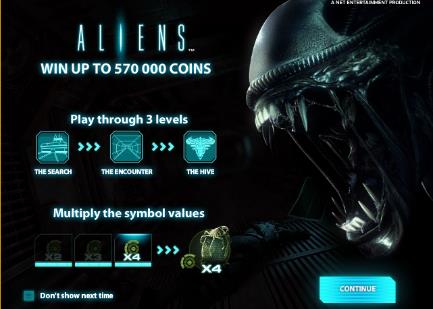 A NET ENTERTAINMENT PRODUCTION
ALIENS™
WIN UP TO 570 000 COINS
Play through 3 levels
THE SEARCH THE ENCOUNTER THE HIVE
Multiply the symbol values
X2 X3 X4 X4
Don't show next time
CONTINUE